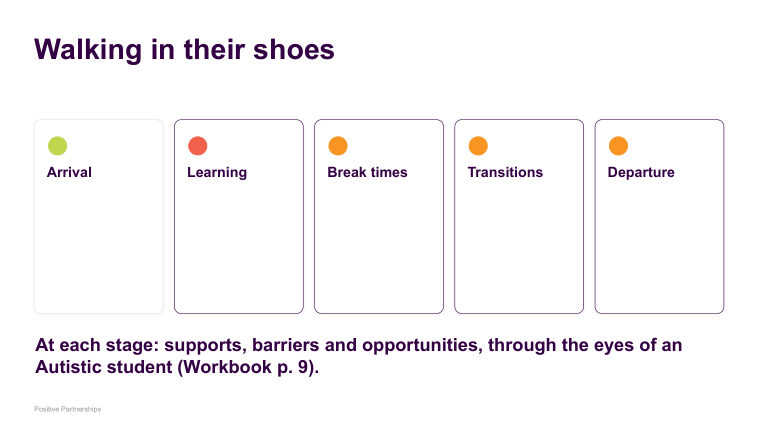 Walking in their shoes
Arrival
Learning
Break times
Transitions
Departure
At each stage: supports, barriers and opportunities, through the eyes of an
Autistic student (Workbook p. 9).
Positive Partnerships